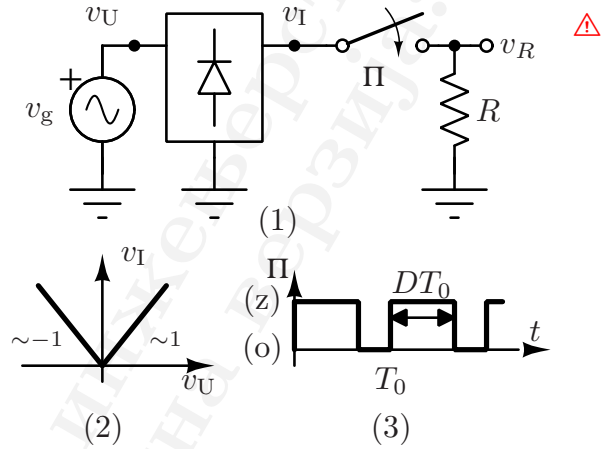 v_U
v_I
v_R
Π
+
v_g
R
(1)
v_I
Π
DT_0
(z)
~-1
~1
(o)
t
v_U
T_0
(2)
(3)